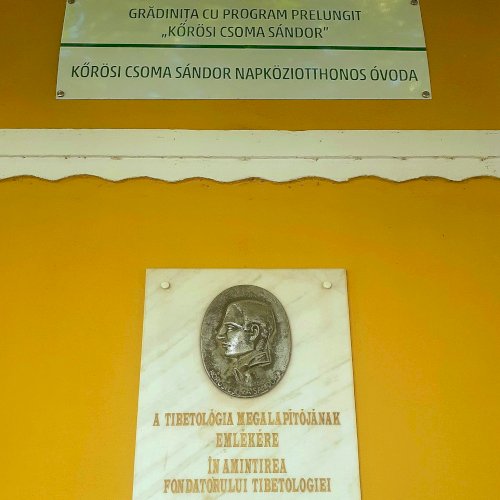 GRĂDINIȚA CU PROGRAM PRELUNGIT
„KŐRÖSI CSOMA SÁNDOR”
KŐRÖSI CSOMA SÁNDOR NAPKÖZIOTTHONOS ÓVODA
A TIBETOLÓGIA MEGALAPÍTÓJÁNAK
EMLÉKÉRE
ÎN AMINTIREA
FONDATORULUI TIBETOLOGIEI